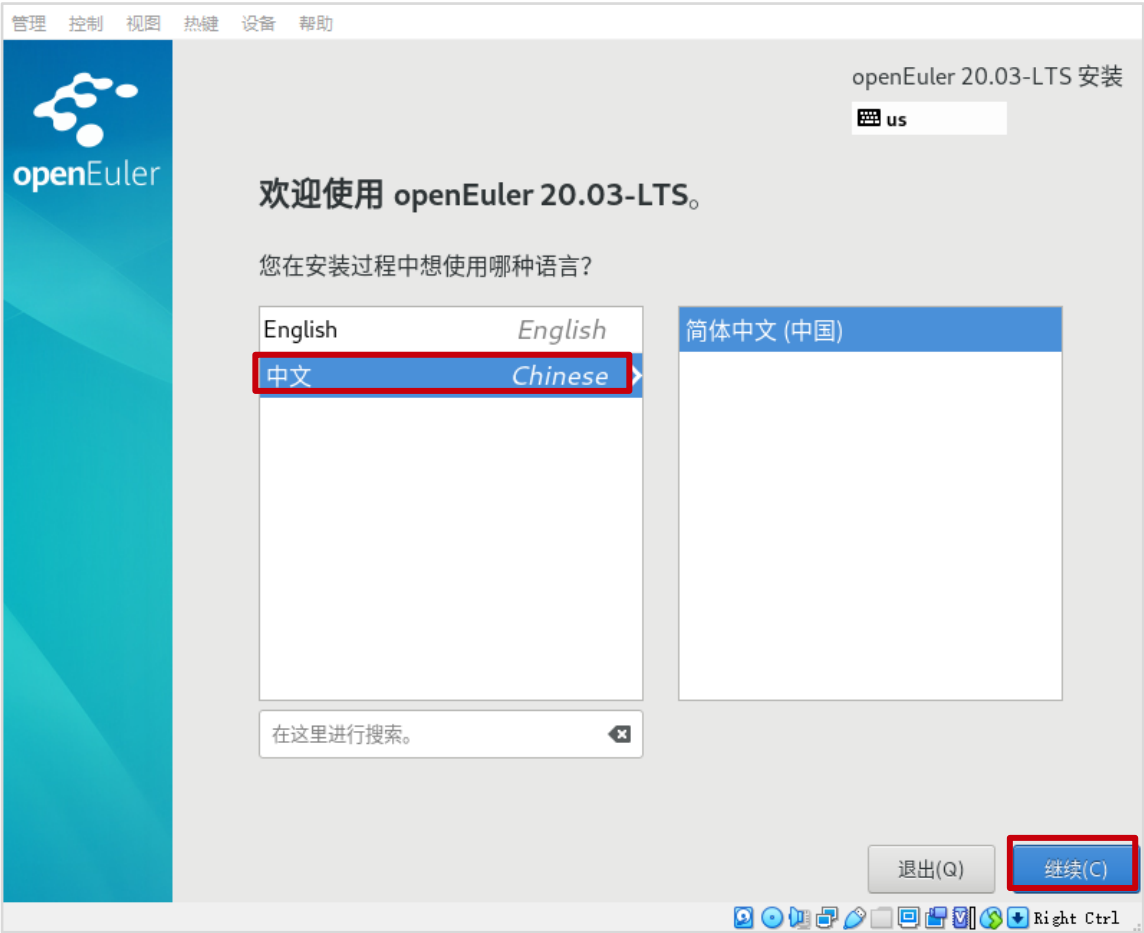 管理 控制 视图 热键 设备 帮助
openEuler 20.03-LTS 安装
us
openEuler
欢迎使用 openEuler 20.03-LTS。
您在安装过程中想使用哪种语言?
English English
中文 Chinese
简体中文 (中国)
在这里进行搜索。
退出(Q)
继续(C)
Right Ctrl